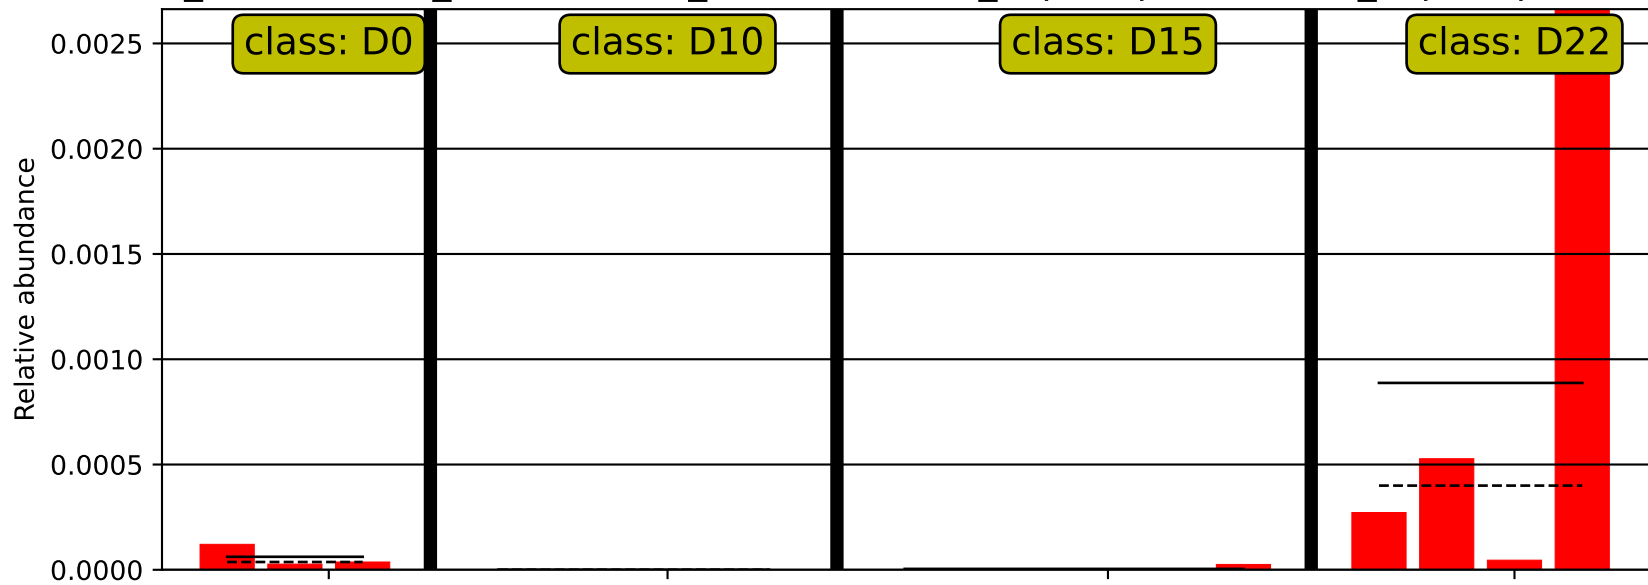 class: D0
class: D10
class: D15
class: D22
0.0025
0.0020
0.0015
0.0010
0.0005
0.0000
Relative abundance